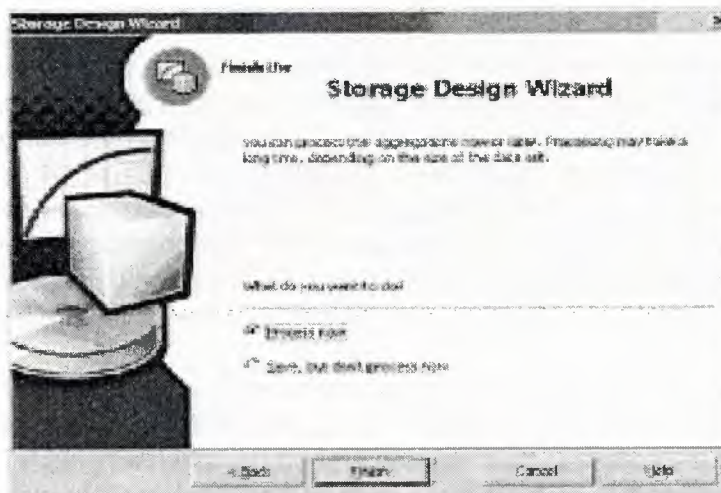 Storage Design Wizard
Finish the
Storage Design Wizard
You can process the aggregations now or later. Processing may take a
long time, depending on the size of the data set.
What do you want to do?
Process now
Save, but don't process now
< Back
Finish
Cancel
Help